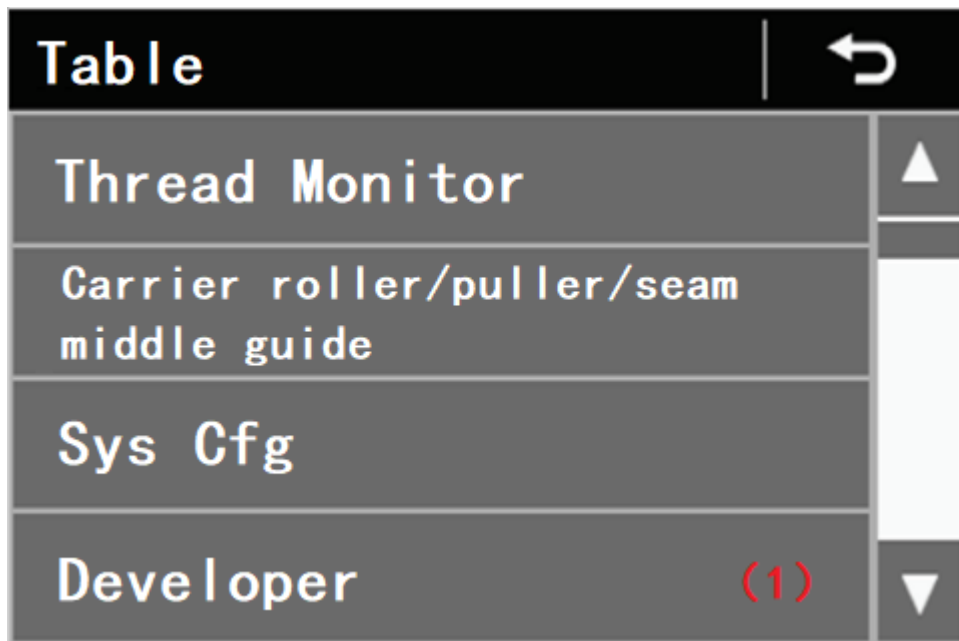 Table
Thread Monitor
Carrier roller/puller/seam
middle guide
Sys Cfg
Developer (1)